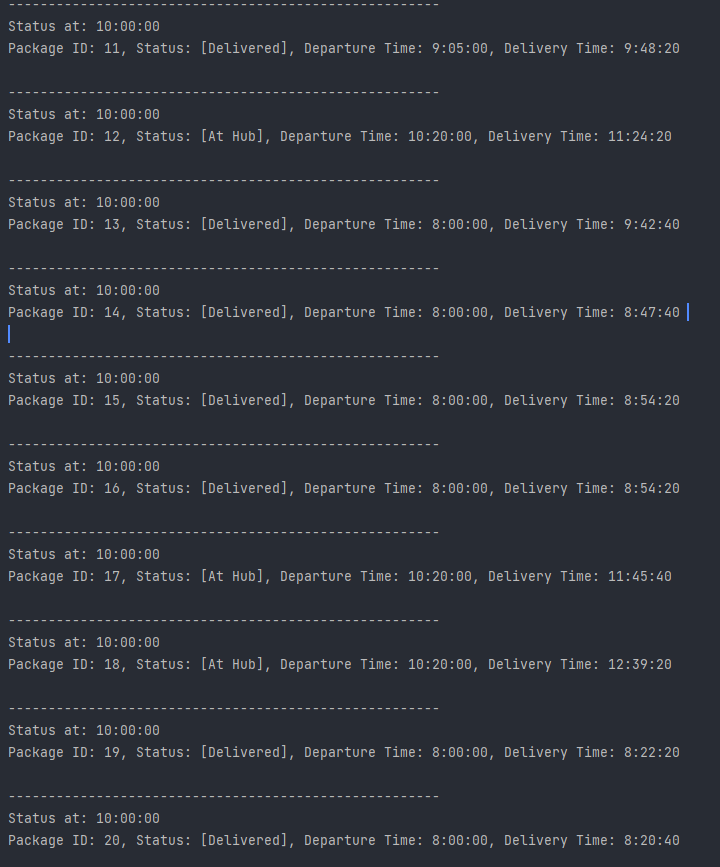 ------------------------------------------------------
Status at: 10:00:00
Package ID: 11, Status: [Delivered], Departure Time: 9:05:00, Delivery Time: 9:48:20
------------------------------------------------------
Status at: 10:00:00
Package ID: 12, Status: [At Hub], Departure Time: 10:20:00, Delivery Time: 11:24:20
------------------------------------------------------
Status at: 10:00:00
Package ID: 13, Status: [Delivered], Departure Time: 8:00:00, Delivery Time: 9:42:40
------------------------------------------------------
Status at: 10:00:00
Package ID: 14, Status: [Delivered], Departure Time: 8:00:00, Delivery Time: 8:47:40
------------------------------------------------------
Status at: 10:00:00
Package ID: 15, Status: [Delivered], Departure Time: 8:00:00, Delivery Time: 8:54:20
------------------------------------------------------
Status at: 10:00:00
Package ID: 16, Status: [Delivered], Departure Time: 8:00:00, Delivery Time: 8:54:20
------------------------------------------------------
Status at: 10:00:00
Package ID: 17, Status: [At Hub], Departure Time: 10:20:00, Delivery Time: 11:45:40
------------------------------------------------------
Status at: 10:00:00
Package ID: 18, Status: [At Hub], Departure Time: 10:20:00, Delivery Time: 12:39:20
------------------------------------------------------
Status at: 10:00:00
Package ID: 19, Status: [Delivered], Departure Time: 8:00:00, Delivery Time: 8:22:20
------------------------------------------------------
Status at: 10:00:00
Package ID: 20, Status: [Delivered], Departure Time: 8:00:00, Delivery Time: 8:20:40